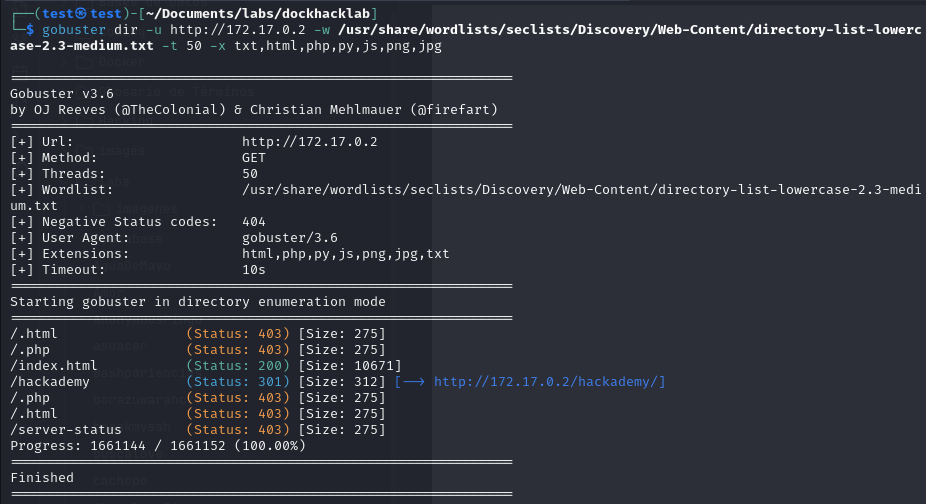 ┌──(test㉿test)-[~/Documents/labs/dockhacklab]
└─$ gobuster dir -u http://172.17.0.2 -w /usr/share/wordlists/seclists/Discovery/Web-Content/directory-list-lowerc
ase-2.3-medium.txt -t 50 -x txt,html,php,py,js,png,jpg
===============================================================
Gobuster v3.6
by OJ Reeves (@TheColonial) & Christian Mehlmauer (@firefart)
===============================================================
[+] Url:                     http://172.17.0.2
[+] Method:                  GET
[+] Threads:                 50
[+] Wordlist:                /usr/share/wordlists/seclists/Discovery/Web-Content/directory-list-lowercase-2.3-medi
um.txt
[+] Negative Status codes:   404
[+] User Agent:              gobuster/3.6
[+] Extensions:              html,php,py,js,png,jpg,txt
[+] Timeout:                 10s
===============================================================
Starting gobuster in directory enumeration mode
===============================================================
/.html                (Status: 403) [Size: 275]
/.php                 (Status: 403) [Size: 275]
/index.html           (Status: 200) [Size: 10671]
/hackademy            (Status: 301) [Size: 312] [--> http://172.17.0.2/hackademy/]
/.php                 (Status: 403) [Size: 275]
/.html                (Status: 403) [Size: 275]
/server-status        (Status: 403) [Size: 275]
Progress: 1661144 / 1661152 (100.00%)
===============================================================
Finished
===============================================================